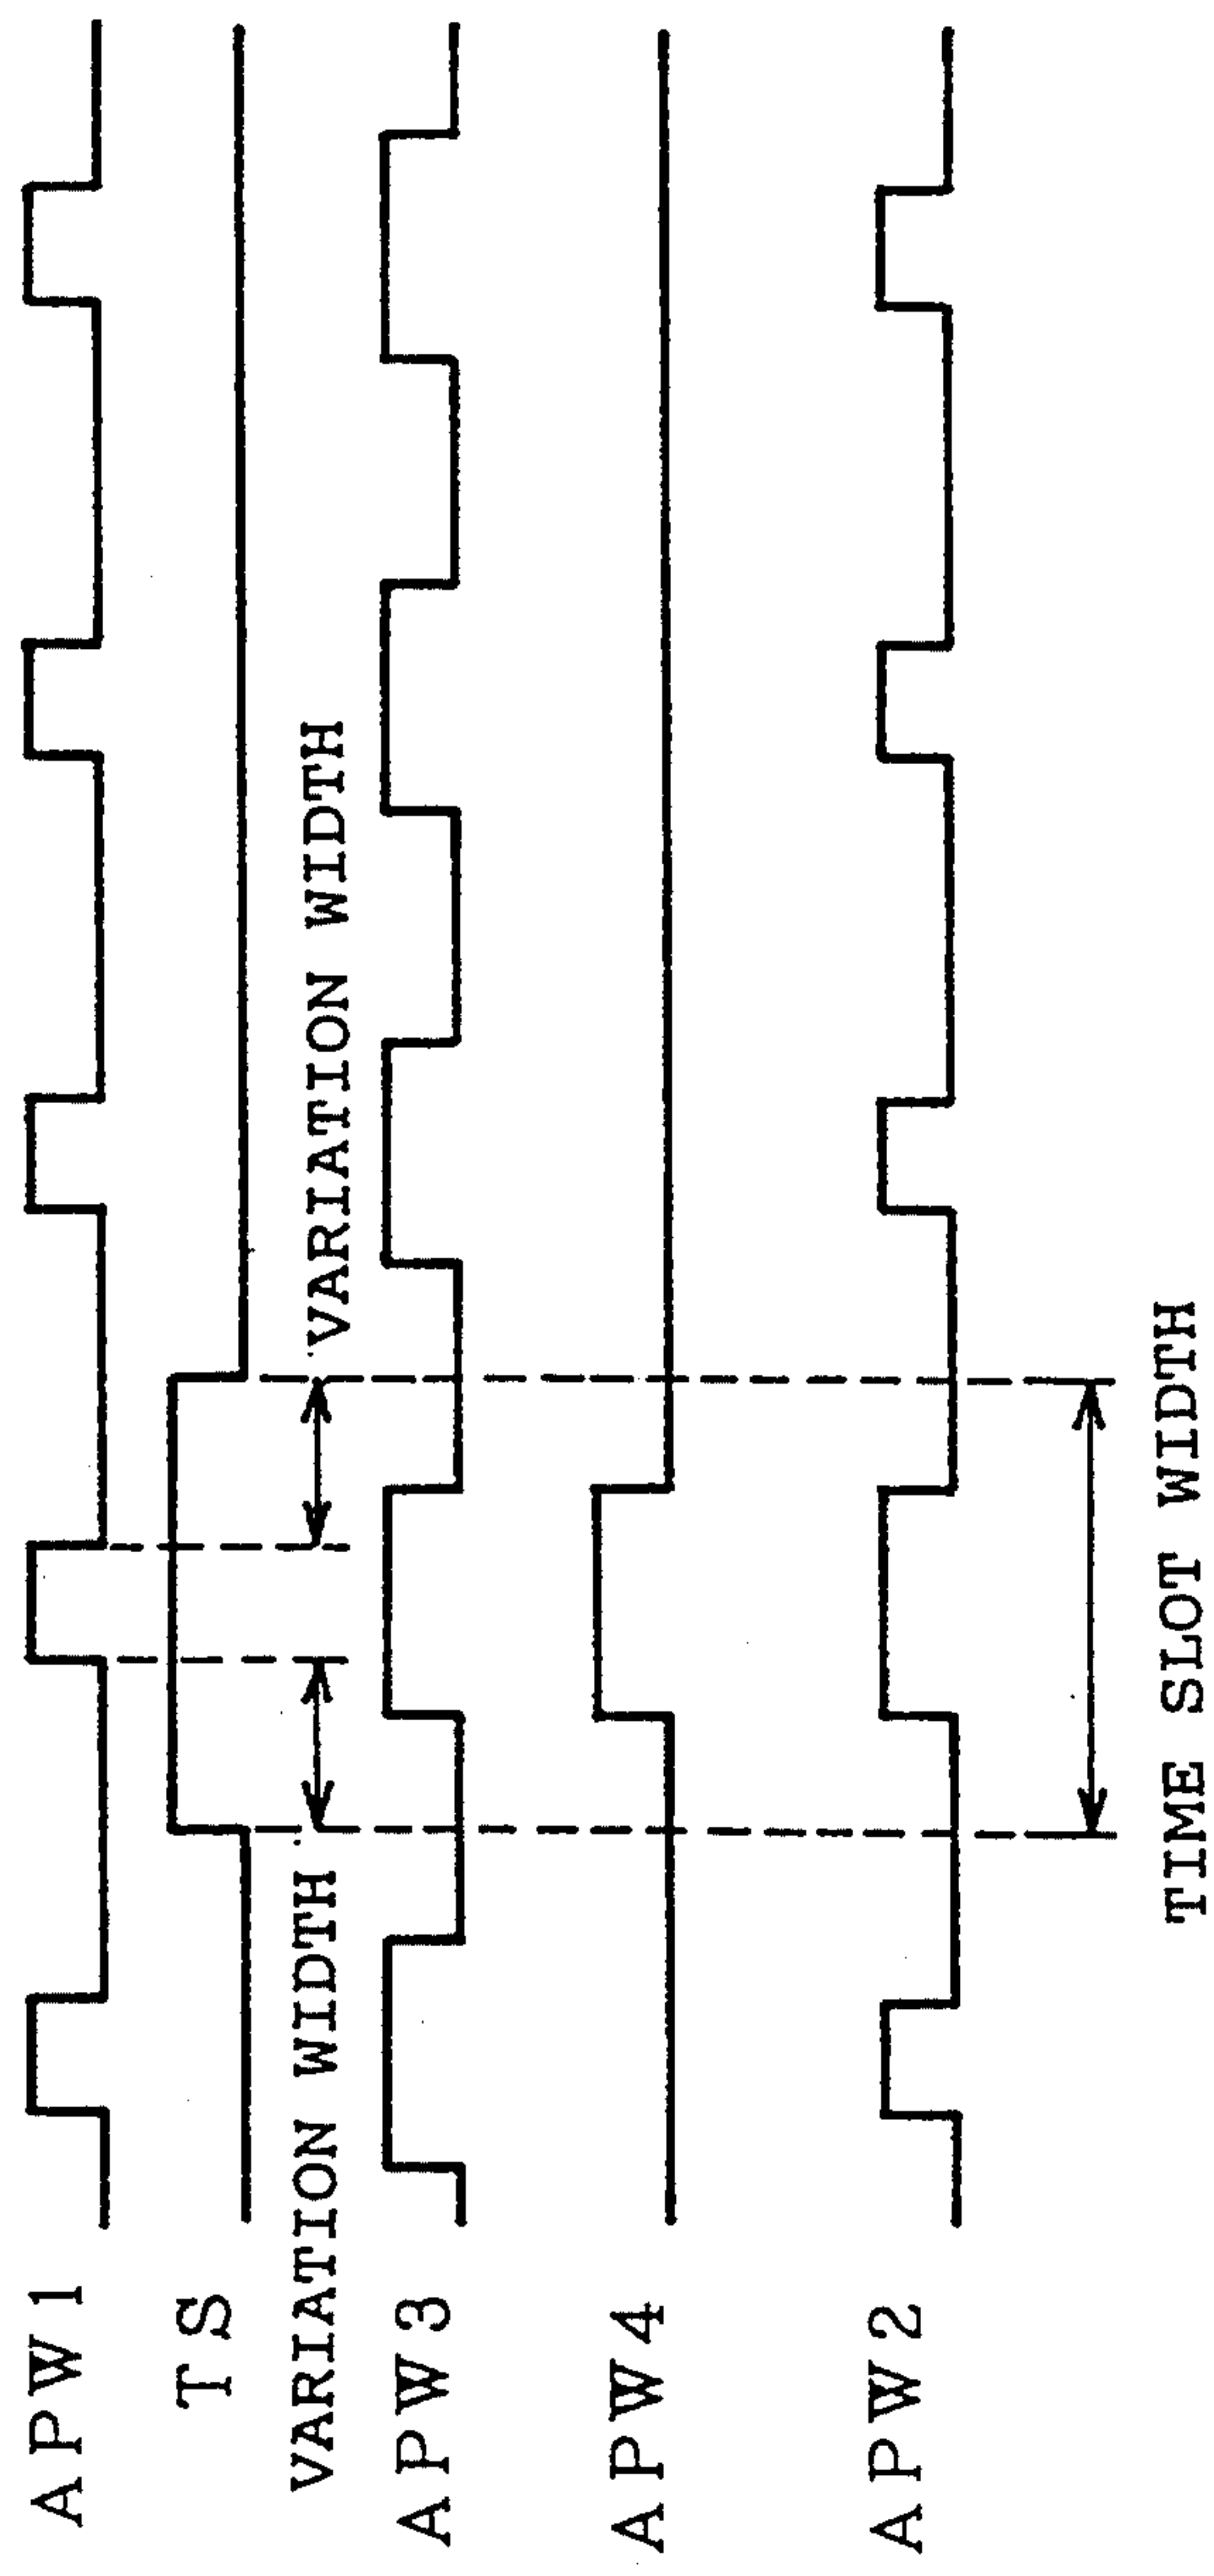 APW1
TS
VARIATION WIDTH
VARIATION WIDTH
APW3
APW4
APW2
TIME SLOT WIDTH